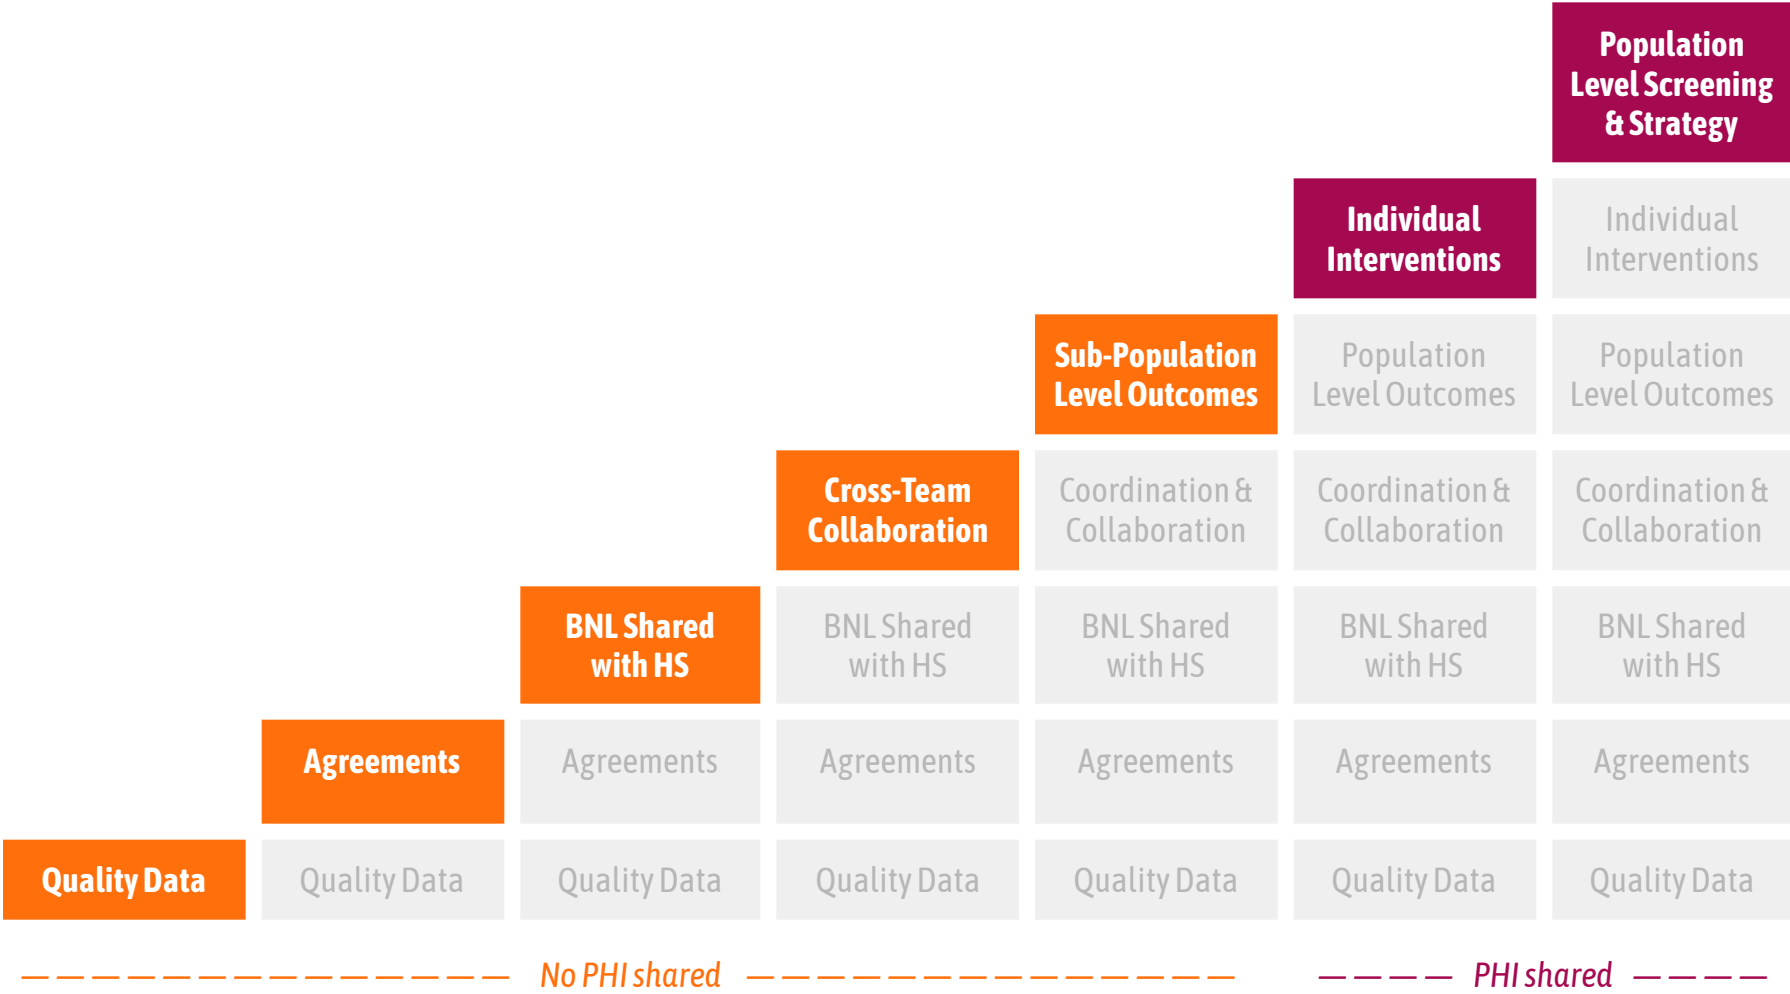 Population
Level Screening
& Strategy
Individual
Interventions
Individual
Interventions
Sub-Population
Level Outcomes
Population
Level Outcomes
Population
Level Outcomes
Cross-Team
Collaboration
Coordination &
Collaboration
Coordination &
Collaboration
Coordination &
Collaboration
BNL Shared
with HS
BNL Shared
with HS
BNL Shared
with HS
BNL Shared
with HS
BNL Shared
with HS
Agreements
Agreements
Agreements
Agreements
Agreements
Agreements
Quality Data
Quality Data
Quality Data
Quality Data
Quality Data
Quality Data
Quality Data
No PHI shared
PHI shared